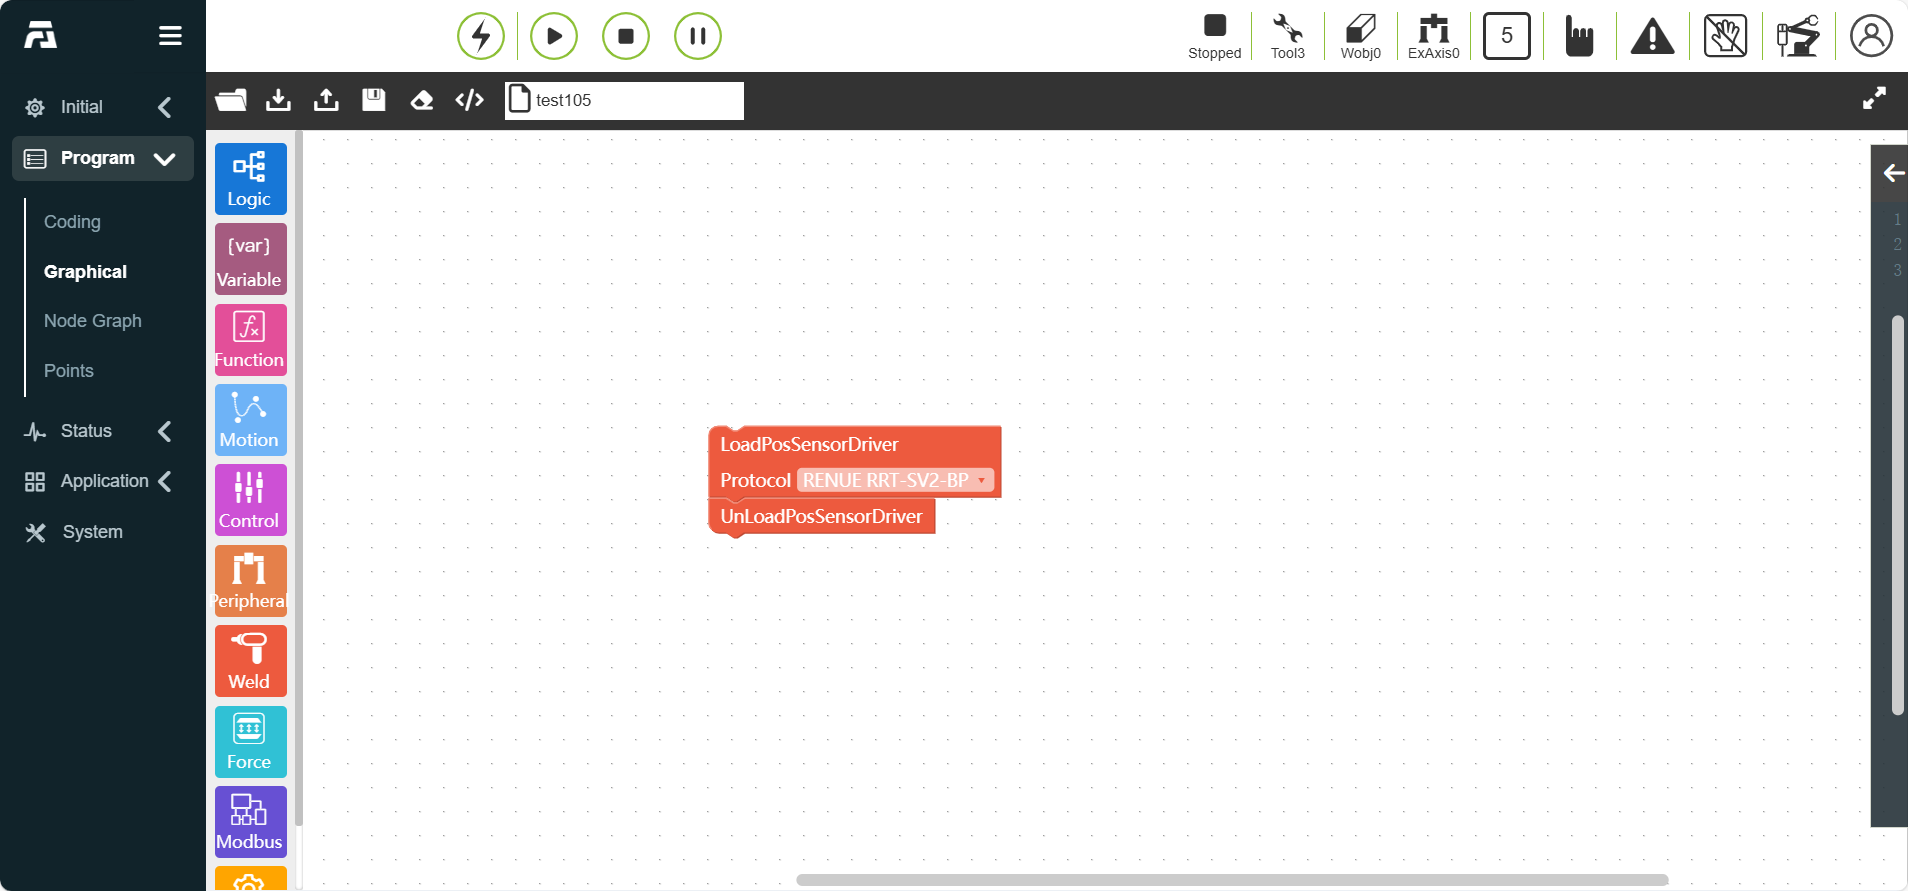 Stopped
Tool3
Wobj0
ExAxis0
5
test105
Initial
Program
Coding
Graphical
Node Graph
Points
Status
Application
System
Logic
{var}
Variable
fx
Function
Motion
Control
Peripheral
Weld
Force
Modbus
LoadPosSensorDriver
Protocol RENUE RRT-SV2-BP
UnLoadPosSensorDriver
1
2
3